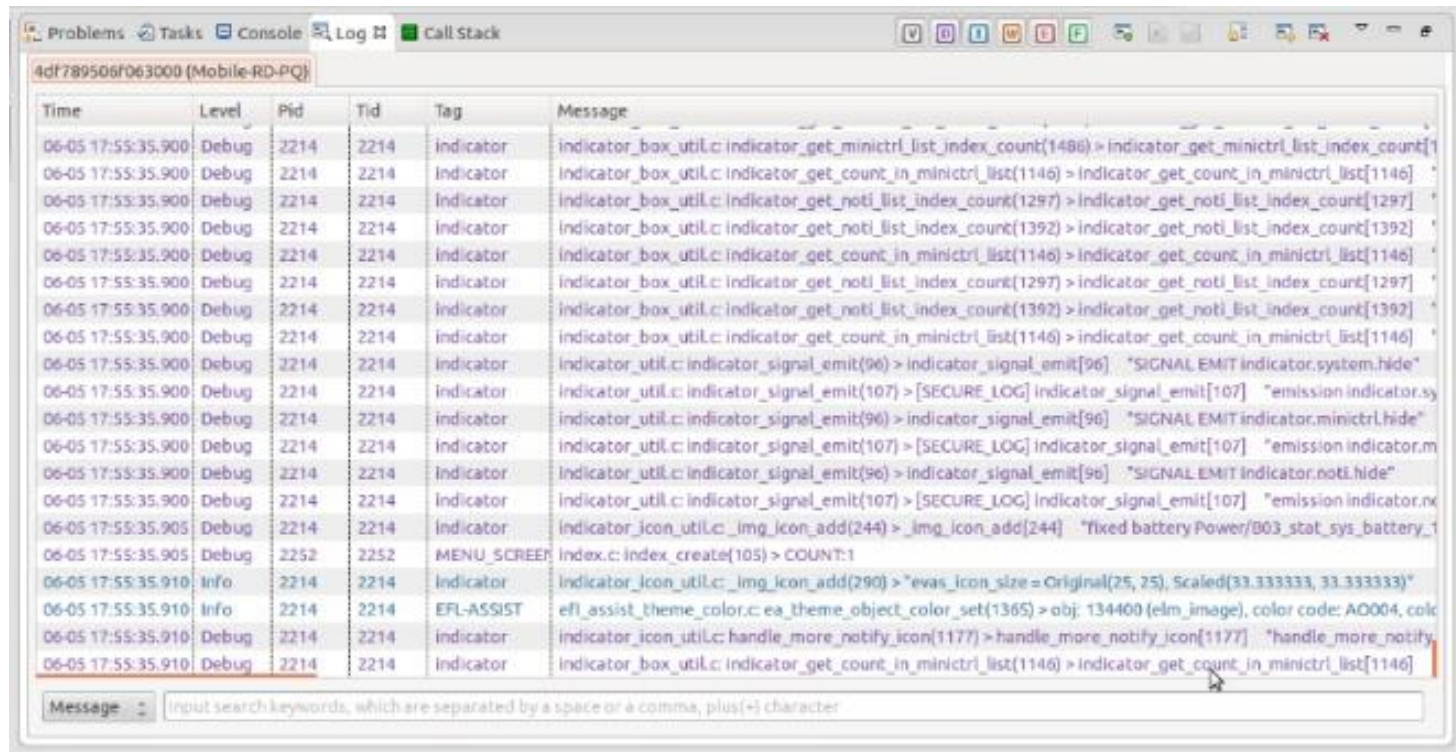 Problems Tasks Console Log Call Stack V D I W E F
4df789506f063000 (Mobile-RD-PQ)
Time Level Pid Tid Tag Message
06-05 17:55:35.900 Debug 2214 2214 indicator indicator_box_util.c: indicator_get_minictrl_list_index_count(1486) > indicator_get_minictrl_list_index_count[1
06-05 17:55:35.900 Debug 2214 2214 indicator indicator_box_util.c: indicator_get_count_in_minictrl_list(1146) > indicator_get_count_in_minictrl_list[1146] "
06-05 17:55:35.900 Debug 2214 2214 indicator indicator_box_util.c: indicator_get_noti_list_index_count(1297) > indicator_get_noti_list_index_count[1297] "
06-05 17:55:35.900 Debug 2214 2214 indicator indicator_box_util.c: indicator_get_noti_list_index_count(1392) > indicator_get_noti_list_index_count[1392] "
06-05 17:55:35.900 Debug 2214 2214 indicator indicator_box_util.c: indicator_get_count_in_minictrl_list(1146) > indicator_get_count_in_minictrl_list[1146] "
06-05 17:55:35.900 Debug 2214 2214 indicator indicator_box_util.c: indicator_get_noti_list_index_count(1297) > indicator_get_noti_list_index_count[1297] "
06-05 17:55:35.900 Debug 2214 2214 indicator indicator_box_util.c: indicator_get_noti_list_index_count(1392) > indicator_get_noti_list_index_count[1392] "
06-05 17:55:35.900 Debug 2214 2214 indicator indicator_box_util.c: indicator_get_count_in_minictrl_list(1146) > indicator_get_count_in_minictrl_list[1146] "
06-05 17:55:35.900 Debug 2214 2214 indicator indicator_util.c: indicator_signal_emit(96) > indicator_signal_emit[96] "SIGNAL EMIT indicator.system.hide"
06-05 17:55:35.900 Debug 2214 2214 indicator indicator_util.c: indicator_signal_emit(107) > [SECURE_LOG] indicator_signal_emit[107] "emission indicator.sy
06-05 17:55:35.900 Debug 2214 2214 indicator indicator_util.c: indicator_signal_emit(96) > indicator_signal_emit[96] "SIGNAL EMIT indicator.minictrl.hide"
06-05 17:55:35.900 Debug 2214 2214 indicator indicator_util.c: indicator_signal_emit(107) > [SECURE_LOG] indicator_signal_emit[107] "emission indicator.m
06-05 17:55:35.900 Debug 2214 2214 indicator indicator_util.c: indicator_signal_emit(96) > indicator_signal_emit[96] "SIGNAL EMIT indicator.noti.hide"
06-05 17:55:35.900 Debug 2214 2214 indicator indicator_util.c: indicator_signal_emit(107) > [SECURE_LOG] indicator_signal_emit[107] "emission indicator.no
06-05 17:55:35.905 Debug 2214 2214 indicator indicator_icon_util.c: _img_icon_add(244) > _img_icon_add[244] "fixed battery Power/B03_stat_sys_battery_1
06-05 17:55:35.905 Debug 2252 2252 MENU_SCREEN index.c: index_create(105) > COUNT:1
06-05 17:55:35.910 Info 2214 2214 indicator indicator_icon_util.c: _img_icon_add(290) > "evas_icon_size = Original(25, 25), Scaled(33.333333, 33.333333)"
06-05 17:55:35.910 Info 2214 2214 EFL-ASSIST efl_assist_theme_color.c: ea_theme_object_color_set(1365) > obj: 134400 (elm_image), color code: AO004, colo
06-05 17:55:35.910 Debug 2214 2214 indicator indicator_icon_util.c: handle_more_notify_icon(1177) > handle_more_notify_icon[1177] "handle_more_notify_
06-05 17:55:35.910 Debug 2214 2214 indicator indicator_box_util.c: indicator_get_count_in_minictrl_list(1146) > indicator_get_count_in_minictrl_list[1146]
Message Input search keywords, which are separated by a space or a comma, plus(+) character